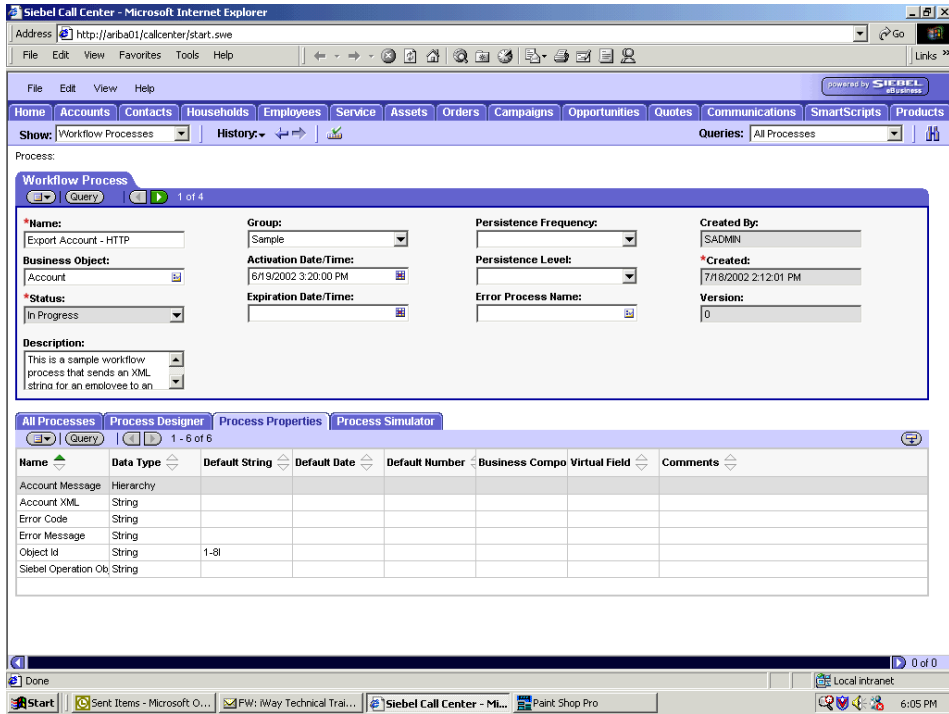 Siebel Call Center - Microsoft Internet Explorer
Address http://ariba01/callcenter/start.swe Go
File Edit View Favorites Tools Help Links »
File Edit View Help powered by SIEBEL eBusiness
Home Accounts Contacts Households Employees Service Assets Orders Campaigns Opportunities Quotes Communications SmartScripts Products
Show: Workflow Processes History: Queries: All Processes
Process:
Workflow Process
Query 1 of 4
*Name: Group: Persistence Frequency: Created By:
Export Account - HTTP Sample SADMIN
Business Object: Activation Date/Time: Persistence Level: *Created:
Account 6/19/2002 3:20:00 PM 7/18/2002 2:12:01 PM
*Status: Expiration Date/Time: Error Process Name: Version:
In Progress 0
Description:
This is a sample workflow
process that sends an XML
string for an employee to an
All Processes Process Designer Process Properties Process Simulator
Query 1 - 6 of 6
Name Data Type Default String Default Date Default Number Business Compo Virtual Field Comments
Account Message Hierarchy
Account XML String
Error Code String
Error Message String
Object Id String 1-8I
Siebel Operation Ob String
0 of 0
Done Local intranet
Start Sent Items - Microsoft O... FW: iWay Technical Trai... Siebel Call Center - Mi... Paint Shop Pro 6:05 PM